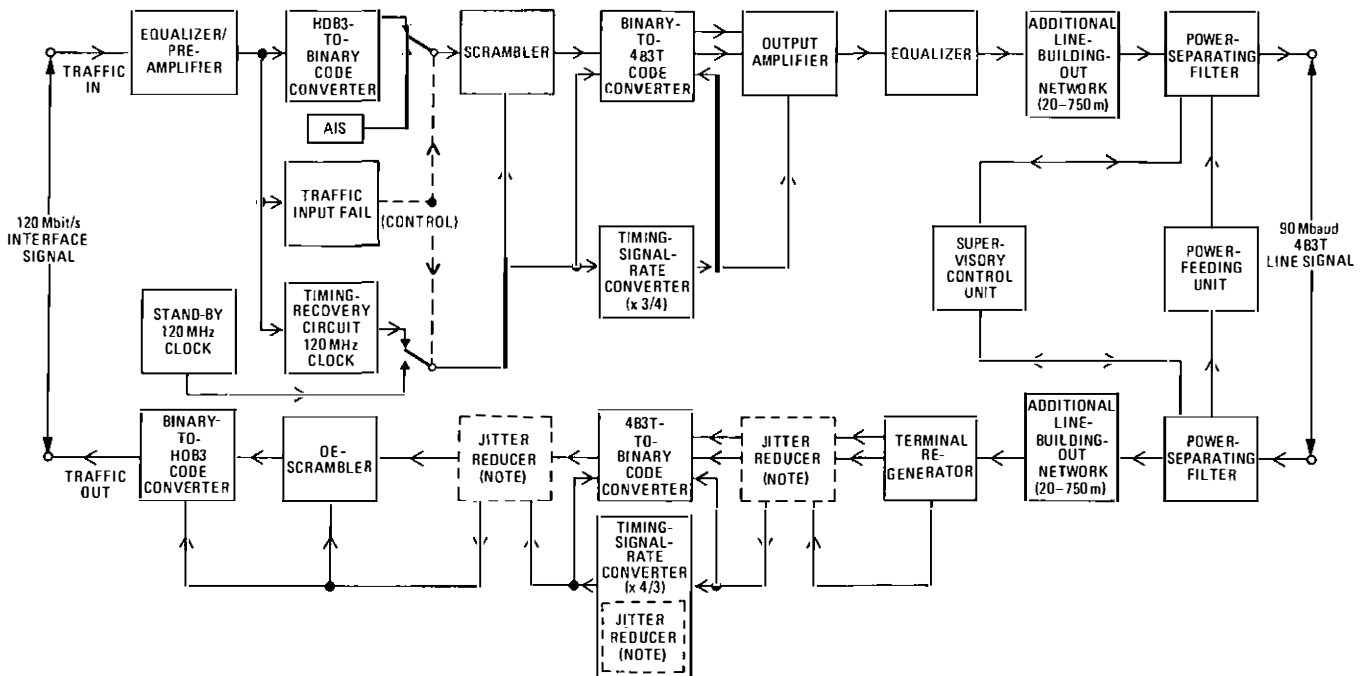 EQUALIZER/
PRE-
AMPLIFIER
HDB3-
TO-
BINARY
CODE
CONVERTER
SCRAMBLER
BINARY-
TO-4B3T
CODE
CONVERTER
OUTPUT
AMPLIFIER
EQUALIZER
ADDITIONAL
LINE-
BUILDING-
OUT
NETWORK
(20–750 m)
POWER-
SEPARATING
FILTER
TRAFFIC
IN
AIS
TRAFFIC
INPUT FAIL
(CONTROL)
120 Mbit/s
INTERFACE
SIGNAL
TIMING-
SIGNAL-
RATE
CONVERTER
(x 3/4)
SUPER-
VISORY
CONTROL
UNIT
POWER-
FEEDING
UNIT
90 Mbaud
4B3T
LINE SIGNAL
STAND-BY
120 MHz
CLOCK
TIMING-
RECOVERY
CIRCUIT
120 MHz
CLOCK
BINARY-
TO-
HDB3
CODE
CONVERTER
TRAFFIC
OUT
OE-
SCRAMBLER
JITTER
REDUCER
(NOTE)
4B3T-
TO-BINARY
CODE
CONVERTER
JITTER
REDUCER
(NOTE)
TERMINAL
RE-
GENERATOR
ADDITIONAL
LINE-
BUILDING-
OUT
NETWORK
(20–750 m)
POWER-
SEPARATING
FILTER
TIMING-
SIGNAL-
RATE
CONVERTER
(x 4/3)
JITTER
REDUCER
(NOTE)